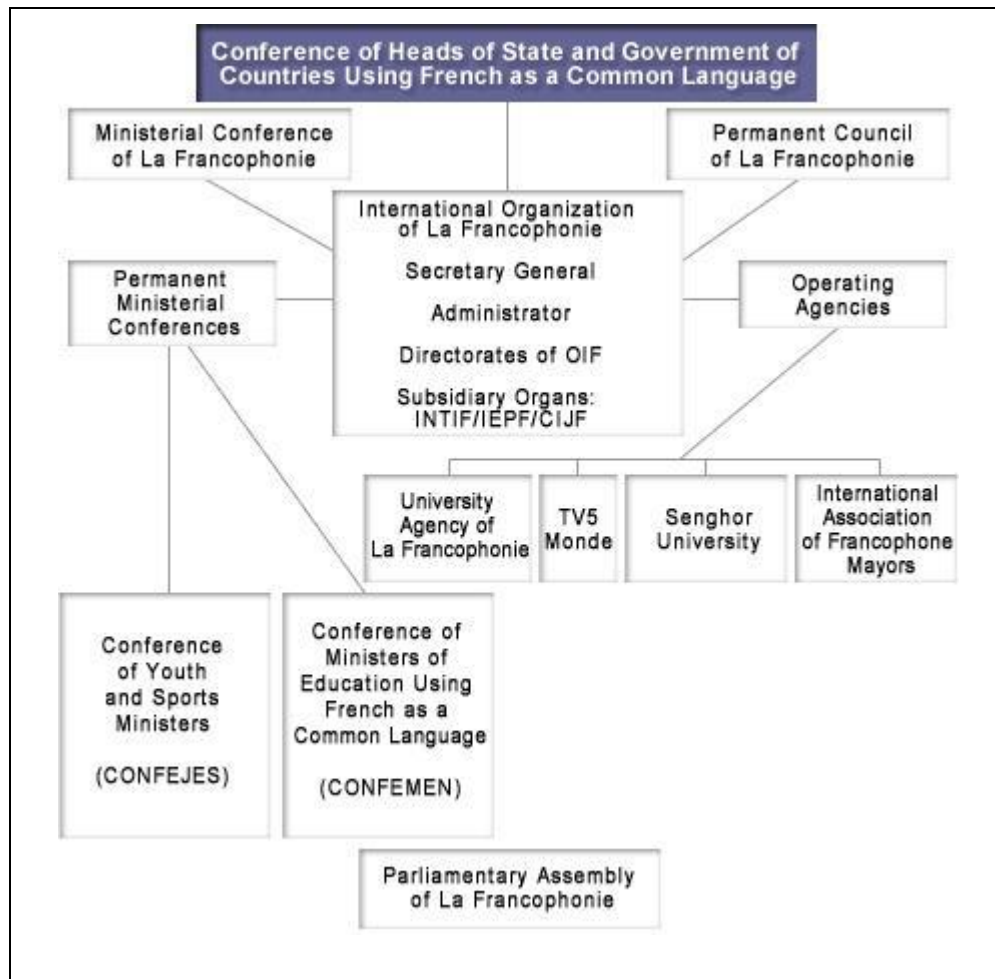 Conference of Heads of State and Government of
Countries Using French as a Common Language
Ministerial Conference
of La Francophonie
Permanent Council
of La Francophonie
International Organization
of La Francophonie
Secretary General
Administrator
Directorates of OIF
Subsidiary Organs:
INTIF/IEPF/CIJF
Permanent
Ministerial
Conferences
Operating
Agencies
University
Agency of
La Francophonie
TV5
Monde
Senghor
University
International
Association
of Francophone
Mayors
Conference
of Youth
and Sports
Ministers
(CONFEJES)
Conference of
Ministers of
Education Using
French as a
Common Language
(CONFEMEN)
Parliamentary Assembly
of La Francophonie